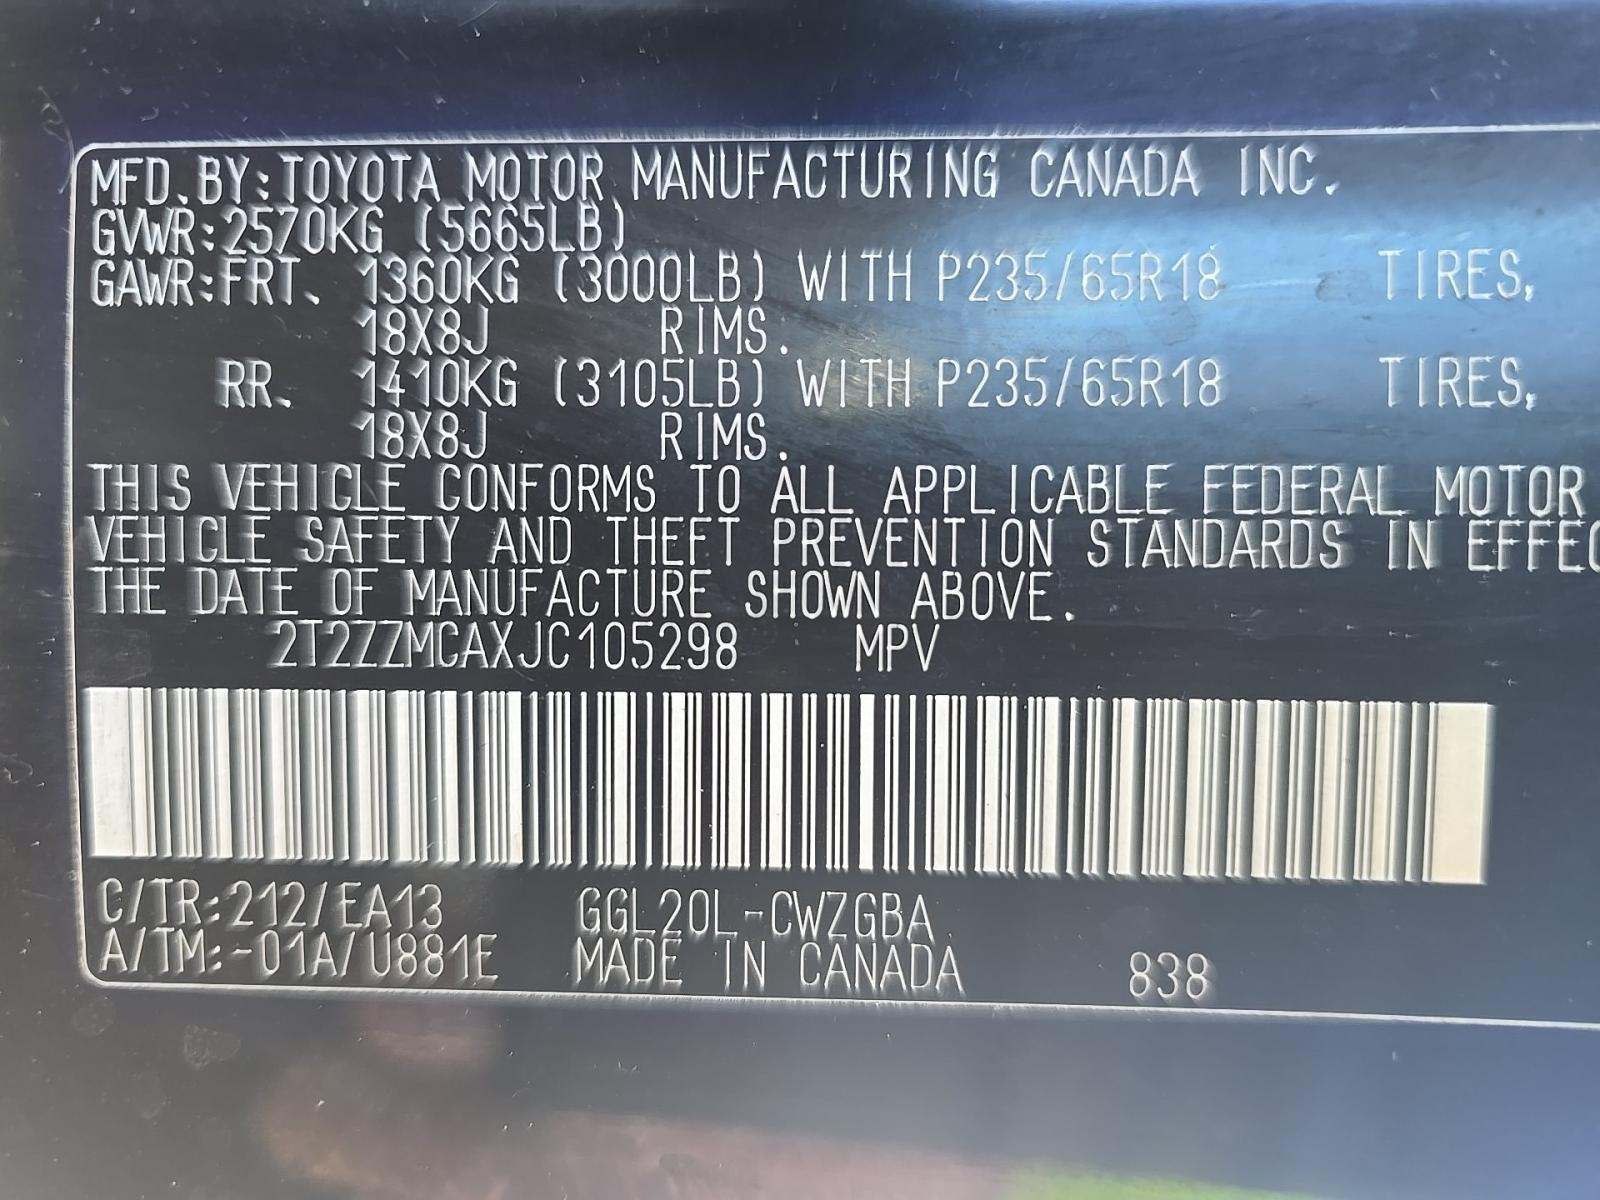 MFD.BY:TOYOTA MOTOR MANUFACTURING CANADA INC.
GVWR:2570KG (5665LB)
GAWR:FRT. 1360KG (3000LB) WITH P235/65R18 TIRES,
18X8J RIMS.
RR. 1410KG (3105LB) WITH P235/65R18 TIRES,
18X8J RIMS.
THIS VEHICLE CONFORMS TO ALL APPLICABLE FEDERAL MOTOR
VEHICLE SAFETY AND THEFT PREVENTION STANDARDS IN EFFEC
THE DATE OF MANUFACTURE SHOWN ABOVE.
2T2ZZMCAXJC105298 MPV
C/TR:212/EA13 GGL20L-CWZGBA
A/TM:-01A/U881E MADE IN CANADA 838